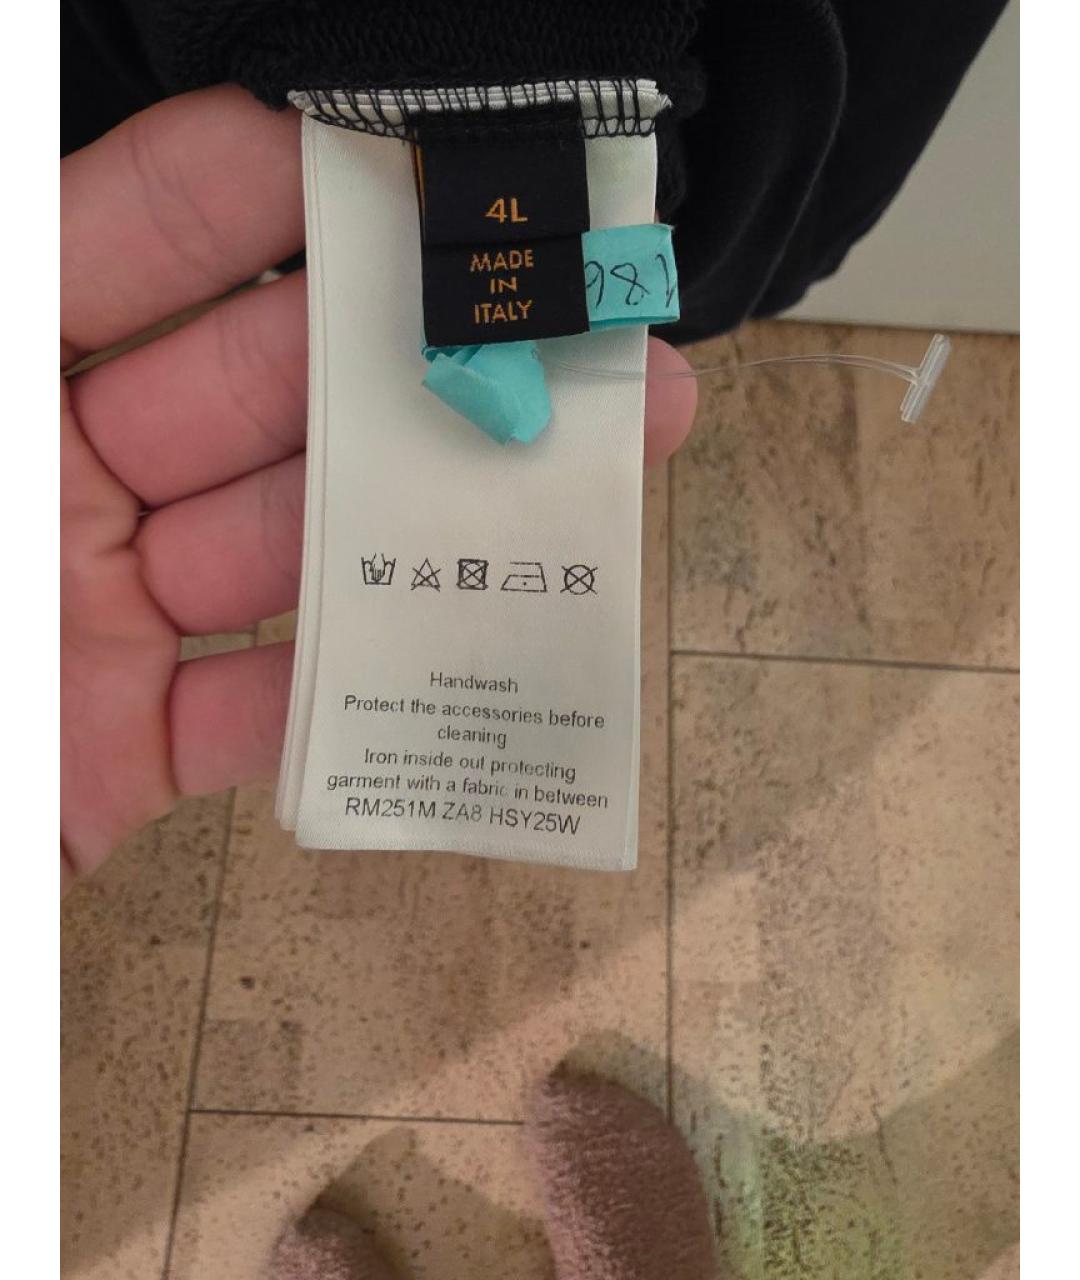 4L
MADE
IN
ITALY
981
Handwash
Protect the accessories before
cleaning
Iron inside out protecting
garment with a fabric in between
RM251M ZA8 HSY25W